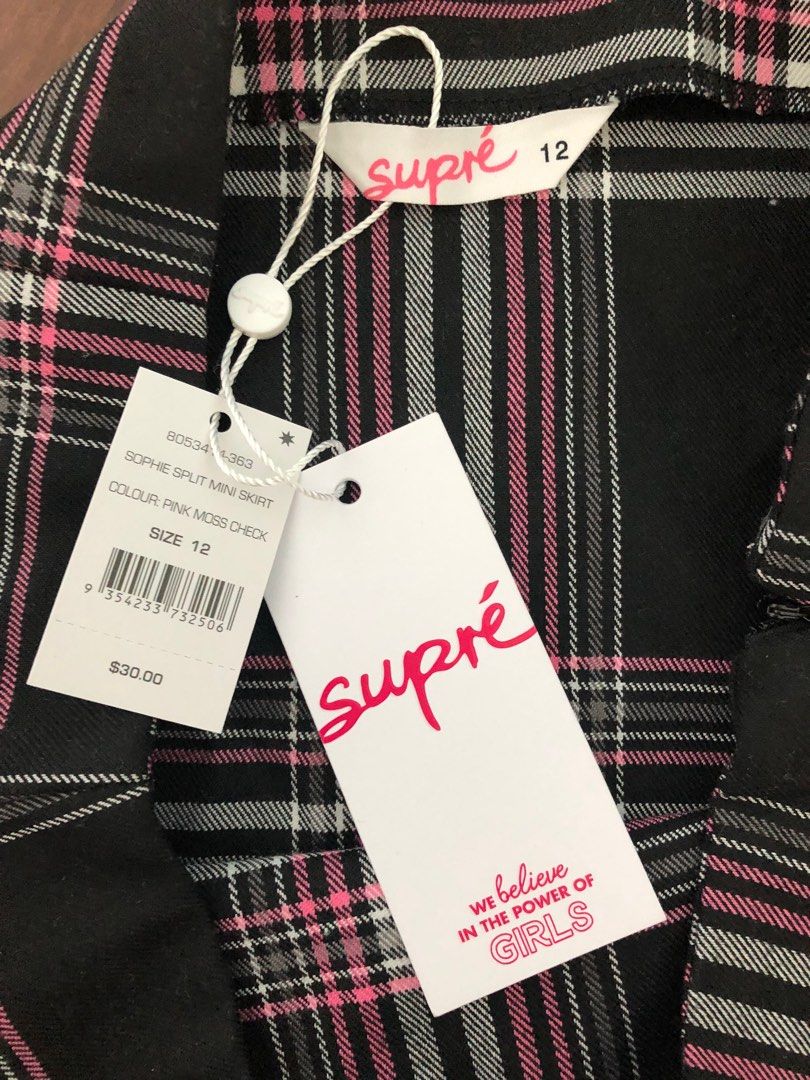 supré 12
SOPHIE SPLIT MINI SKIRT
COLOUR: PINK MOSS CHECK
SIZE 12
9 354233 732506
$30.00
supré
WE believe
IN THE POWER OF
GIRLS